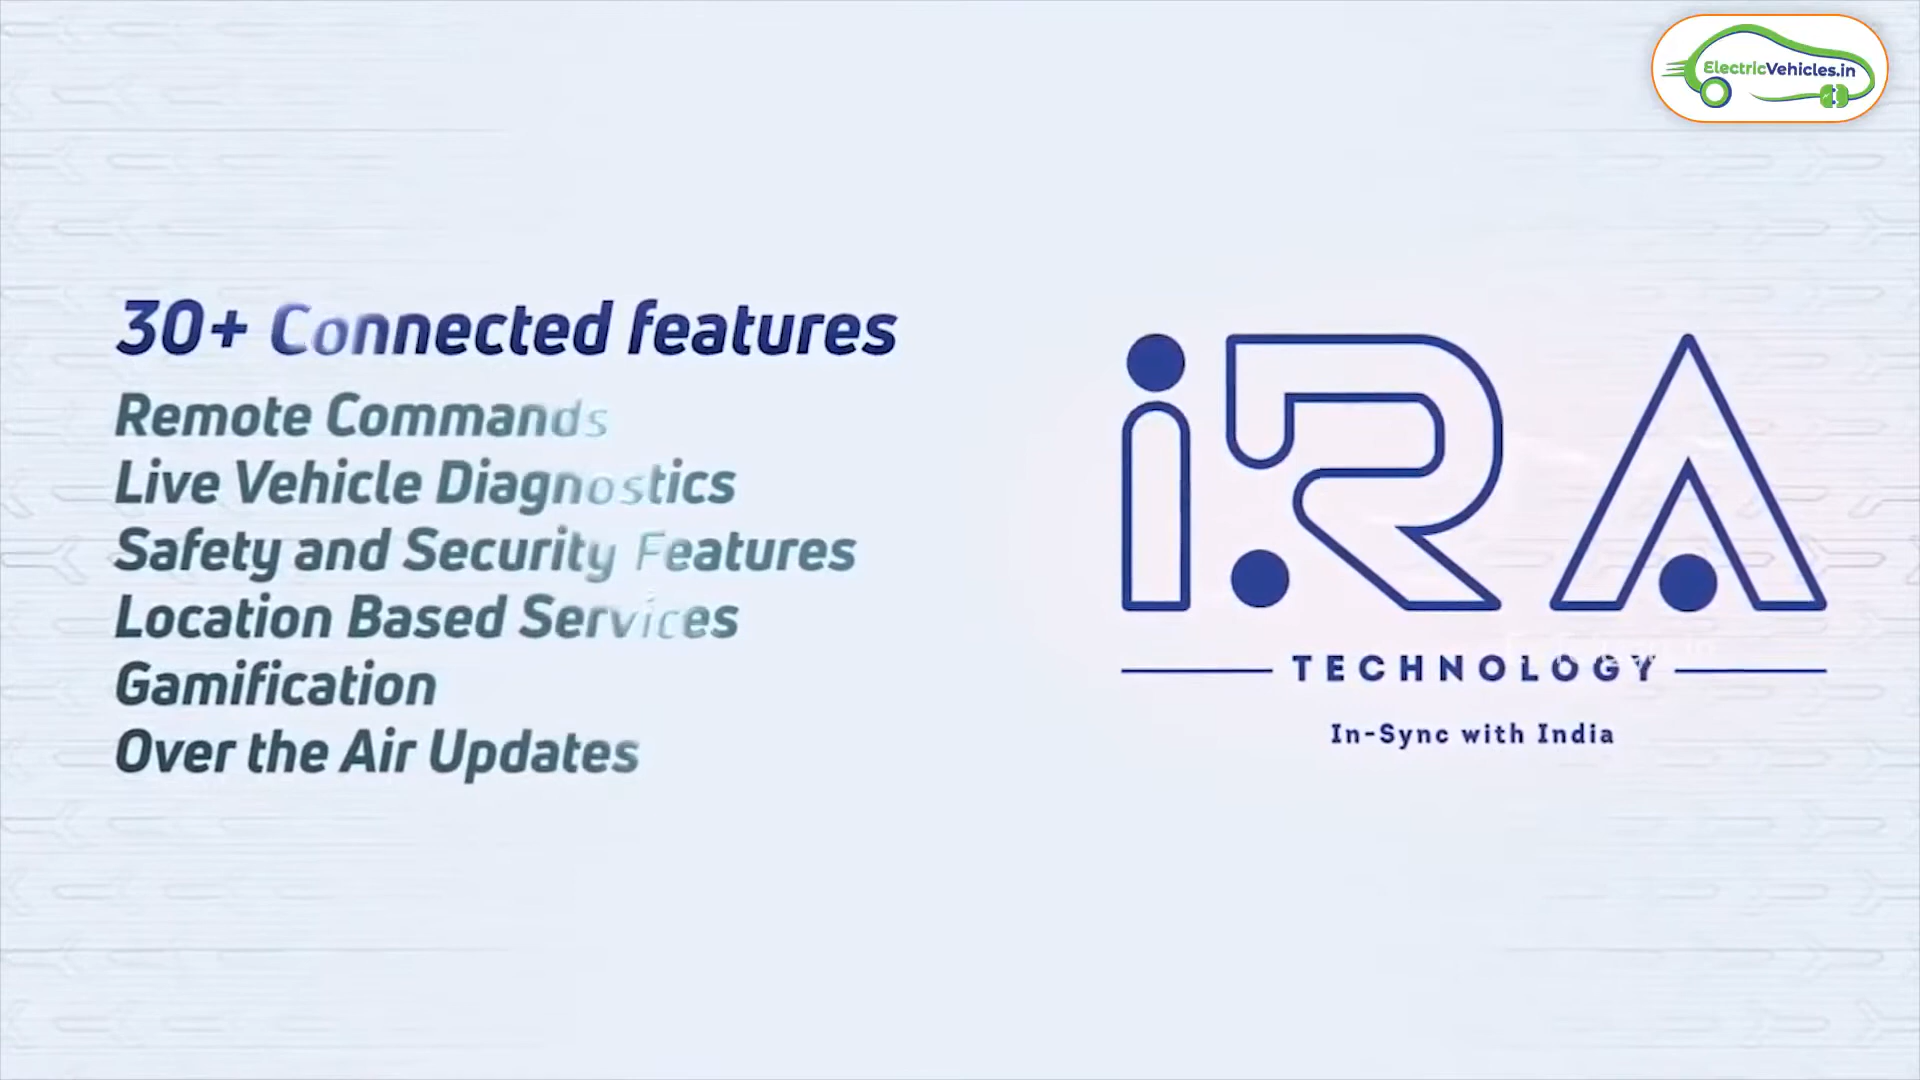 ElectricVehicles.in
30+ Connected features
Remote Commands
Live Vehicle Diagnostics
Safety and Security Features
Location Based Services
Gamification
Over the Air Updates
iRA
TECHNOLOGY
In-Sync with India